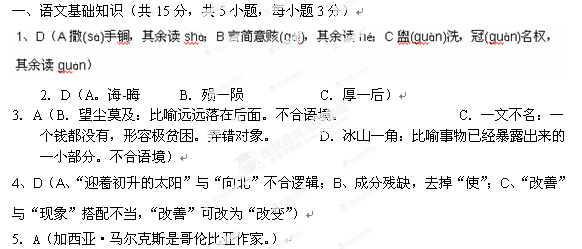 一、语文基础知识（共 15 分，共 5 小题，每小题 3 分）
1、D（A 撒(sa)手锏，其余读 sha；B 言简意赅(gai)，其余读 he；C 盥(guàn)洗，冠(guàn)名权，
其余读 guan）
2．D（A。诲-晦 B．殒一陨 C．厚一后）
3．A（B．望尘莫及：比喻远远落在后面。不合语境。 C．一文不名：一
个钱都没有，形容极贫困。弄错对象。 D．冰山一角：比喻事物已经暴露出来的
一小部分。不合语境）
4、D（A、“迎着初升的太阳”与“向北”不合逻辑；B、成分残缺，去掉“使”；C、“改善”
与“现象”搭配不当，“改善”可改为“改变”）
5．A（加西亚·马尔克斯是哥伦比亚作家。）